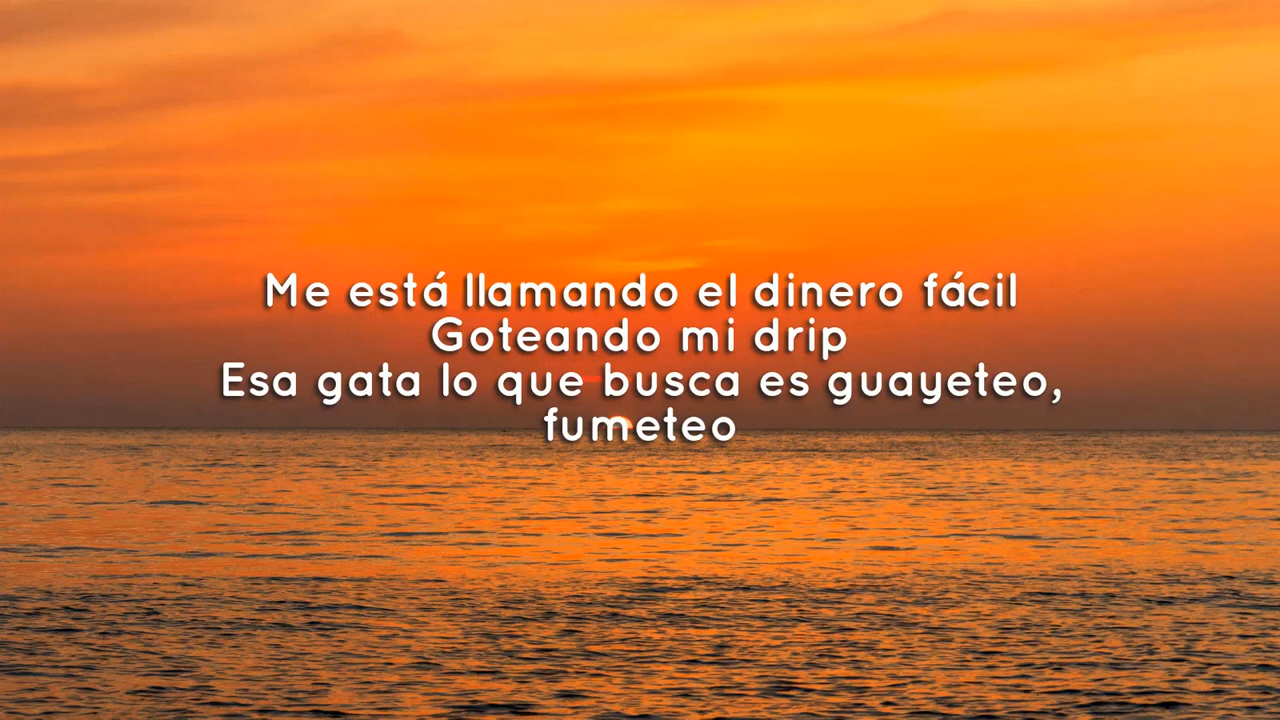 Me está llamando el dinero fácil
Goteando mi drip
Esa gata lo que busca es guayeteo,
fumeteo